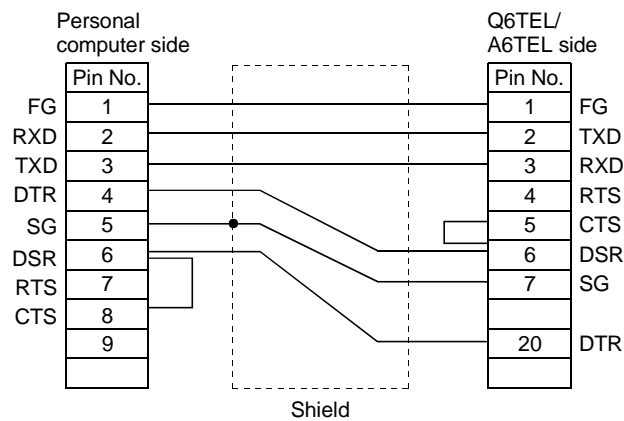 Personal
computer side
Q6TEL/
A6TEL side
Pin No.
Pin No.
FG 1 1 FG
RXD 2 2 TXD
TXD 3 3 RXD
DTR 4 4 RTS
SG 5 5 CTS
DSR 6 6 DSR
RTS 7 7 SG
CTS 8
9 20 DTR
Shield